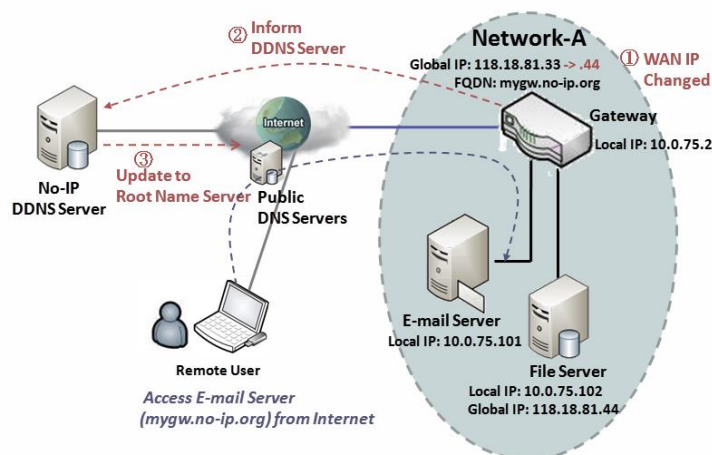 ② Inform
DDNS Server
Network-A
Global IP: 118.18.81.33 -> .44
FQDN: mygw.no-ip.org
① WAN IP
Changed
Internet
Gateway
Local IP: 10.0.75.2
③
Update to
Root Name Server
No-IP
DDNS Server
Public
DNS Servers
E-mail Server
Local IP: 10.0.75.101
Remote User
File Server
Local IP: 10.0.75.102
Global IP: 118.18.81.44
Access E-mail Server
(mygw.no-ip.org) from Internet